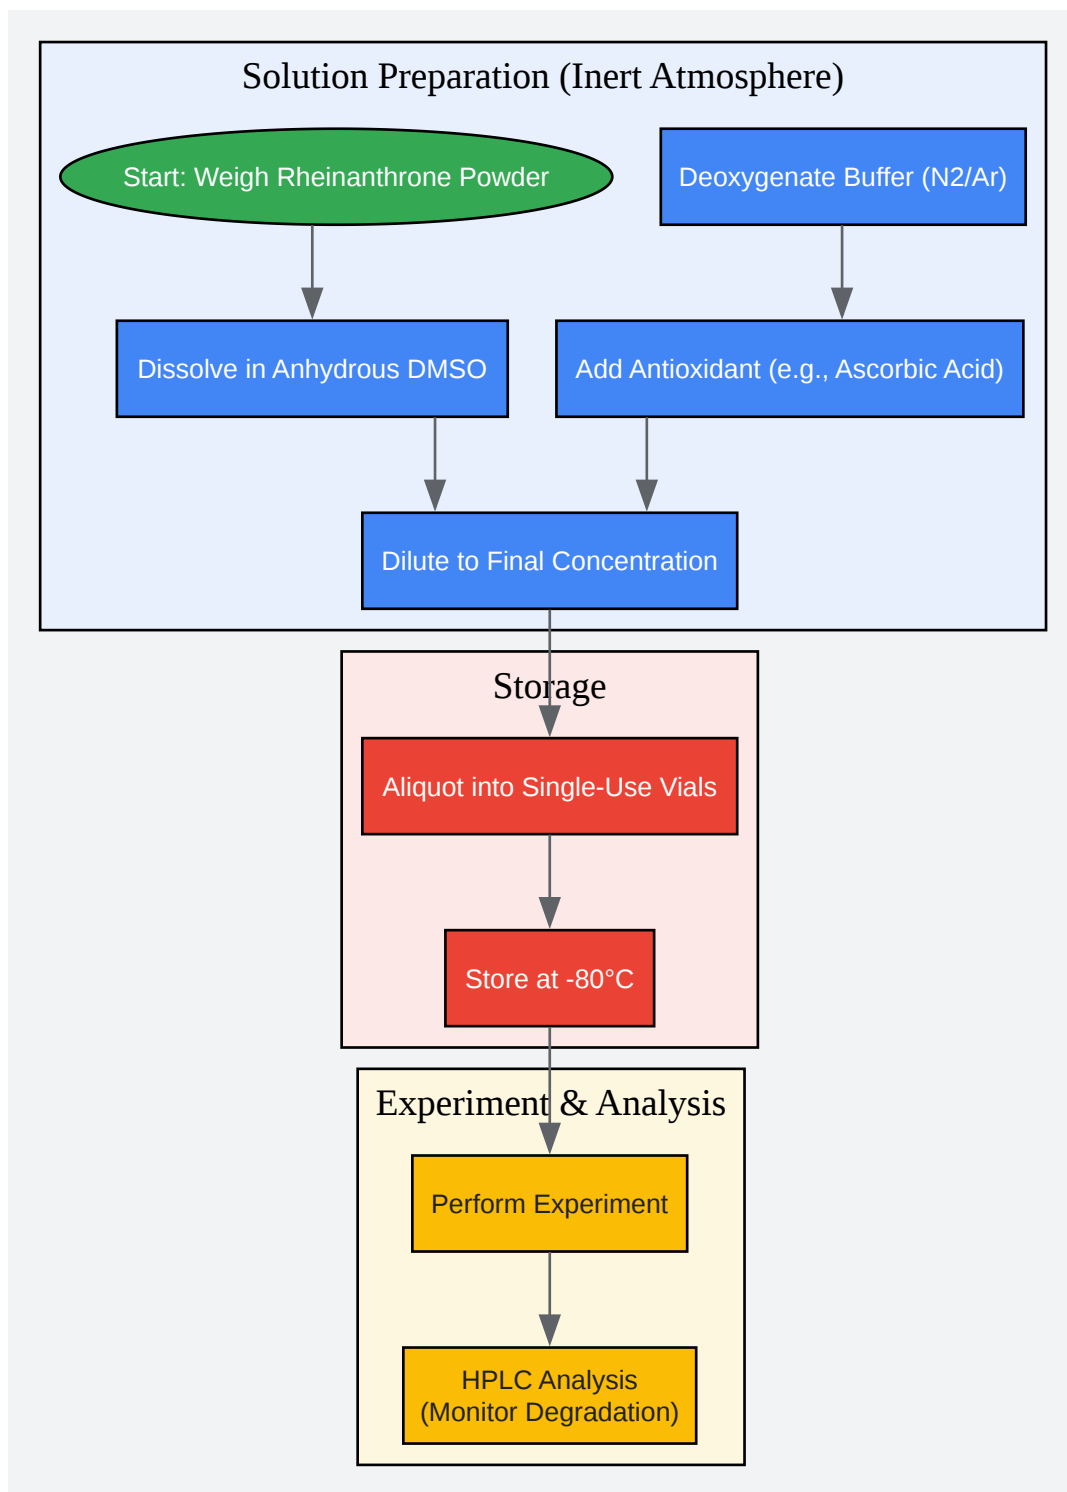 Solution Preparation (Inert Atmosphere)
Start: Weigh Rheinanthrone Powder
Deoxygenate Buffer (N2/Ar)
Dissolve in Anhydrous DMSO
Add Antioxidant (e.g., Ascorbic Acid)
Dilute to Final Concentration
Storage
Aliquot into Single-Use Vials
Store at -80°C
Experiment & Analysis
Perform Experiment
HPLC Analysis
(Monitor Degradation)